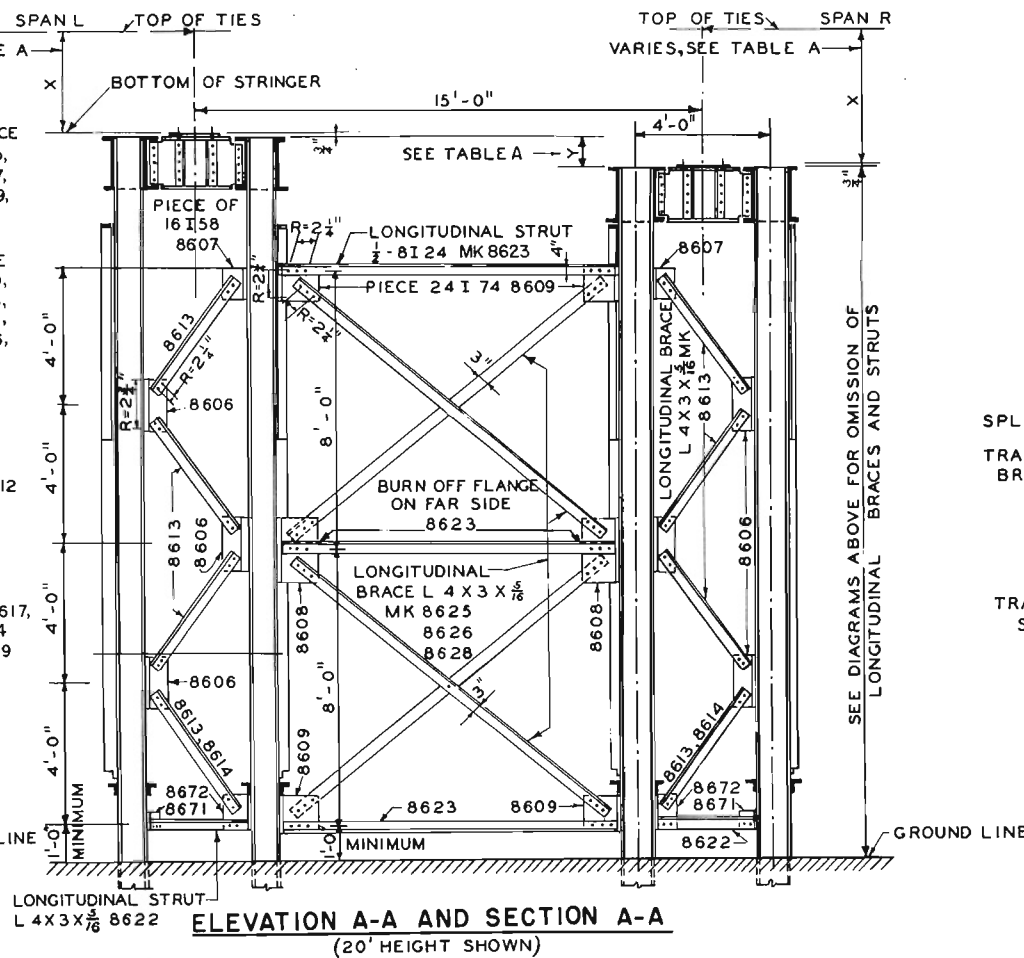 SPAN L
TOP OF TIES
TOP OF TIES
SPAN R
E A
VARIES, SEE TABLE A
X
X
BOTTOM OF STRINGER
15'-0"
4'-0"
3/4"
SEE TABLE A
Y
3/4"
CE
PIECE OF
16 I 58
8607
R=2 1/4"
LONGITUDINAL STRUT
1/2 - 8 I 24 MK 8623
4"
8607
R=2 1/4"
PIECE 24 I 74 8609
R=2 1/4"
4'-0"
8613
R=2 1/4"
R=2 1/4"
8606
3"
8'-0"
LONGITUDINAL BRACE
L 4 X 3 X 5/16 MK
8613
SEE DIAGRAMS ABOVE FOR OMISSION OF
LONGITUDINAL BRACES AND STRUTS
SPL
TRA
BR
12
4'-0"
BURN OFF FLANGE
ON FAR SIDE
8623
8613
8606
8606
LONGITUDINAL
BRACE L 4 X 3 X 5/16
MK 8625
8626
8628
8608
8608
617,
4
9
4'-0"
TRA
S
8606
8'-0"
3"
4'-0"
8613, 8614
8613, 8614
8609
8672
8671
8623
8609
8672
8671
LINE
1'-0"
MINIMUM
1'-0"
MINIMUM
8622
GROUND LINE
LONGITUDINAL STRUT
L 4 X 3 X 5/16 8622
ELEVATION A-A AND SECTION A-A
(20' HEIGHT SHOWN)